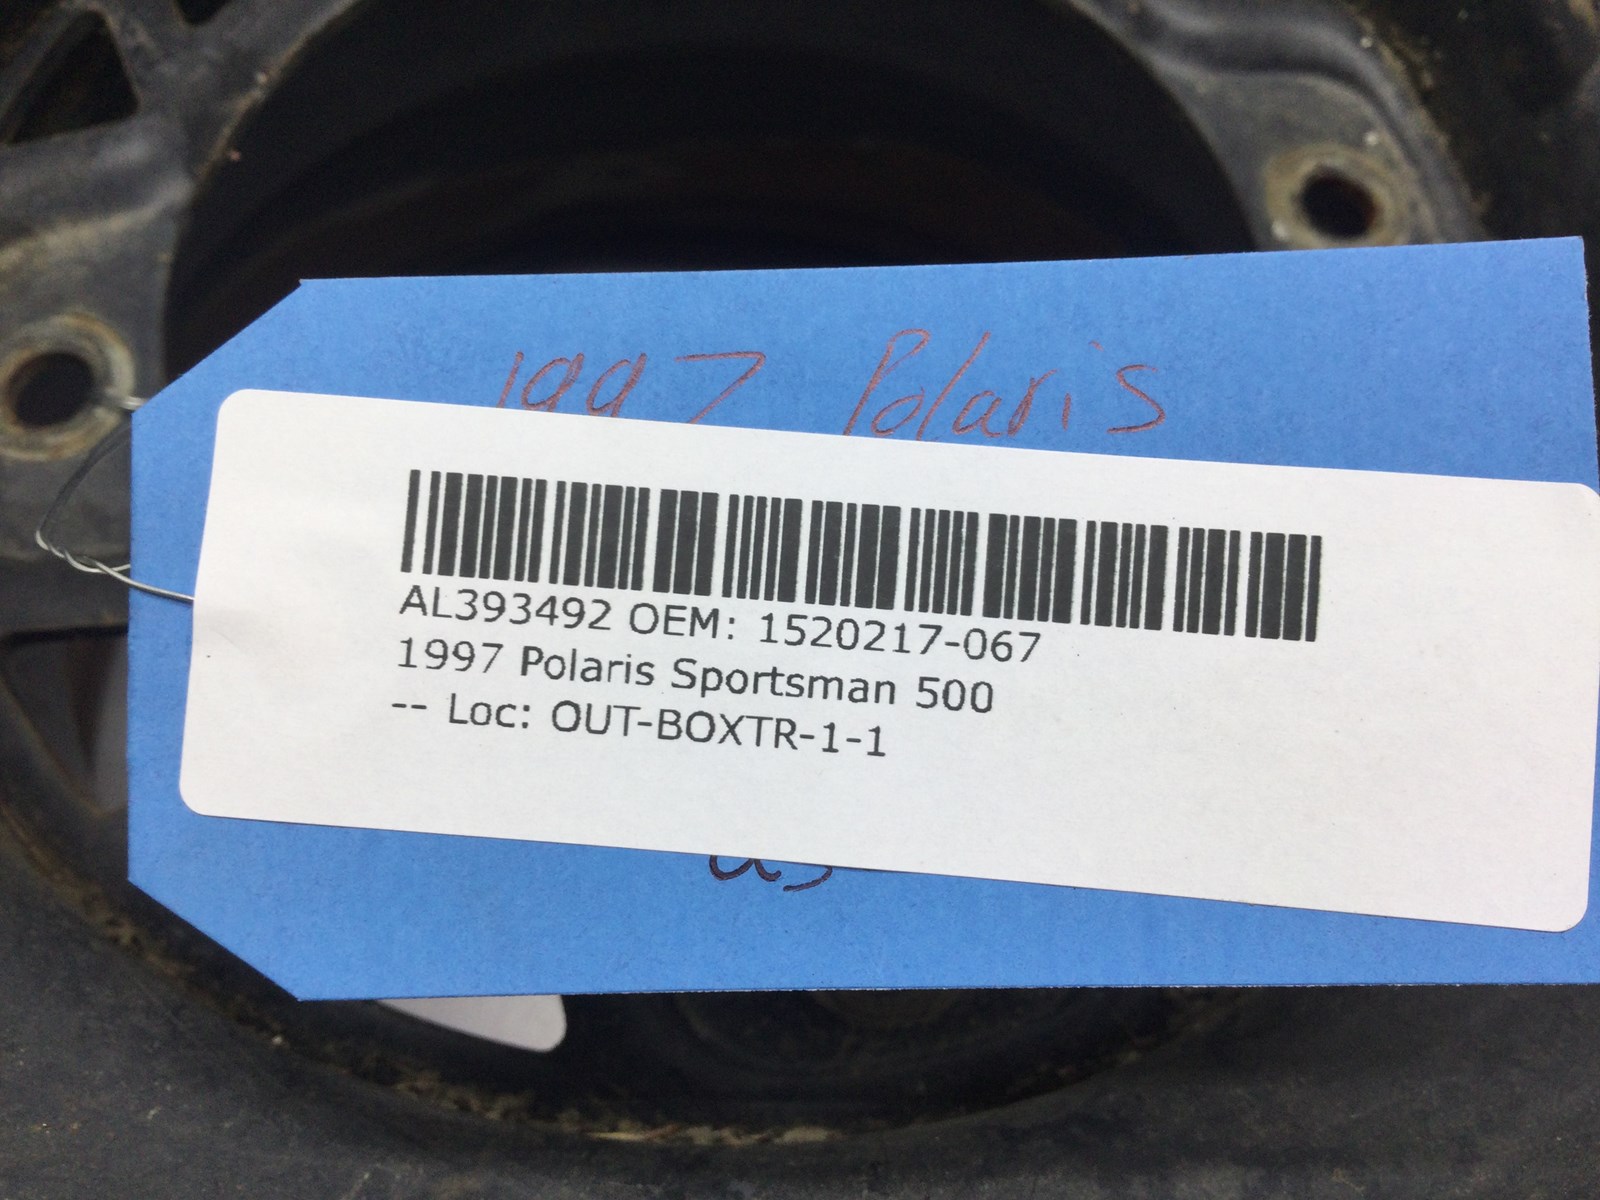 1997 Polaris
AL393492 OEM: 1520217-067
1997 Polaris Sportsman 500
-- Loc: OUT-BOXTR-1-1